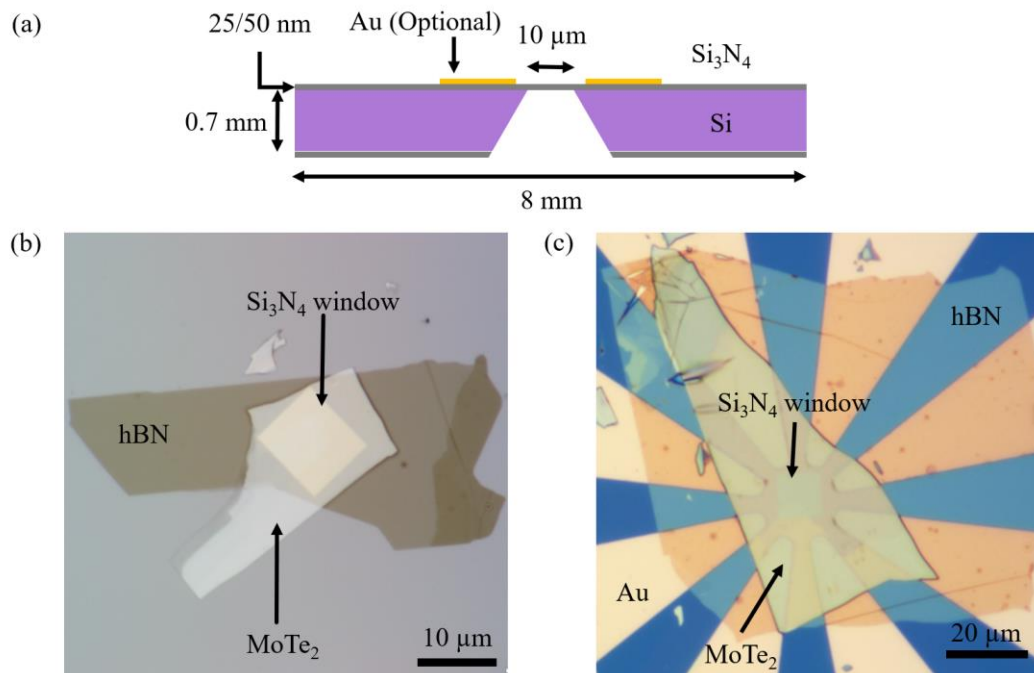 (a)
25/50 nm
Au (Optional)
10 µm
Si₃N₄
0.7 mm
Si
8 mm
(b)
Si₃N₄ window
hBN
MoTe₂
10 µm
(c)
hBN
Si₃N₄ window
Au
MoTe₂
20 µm